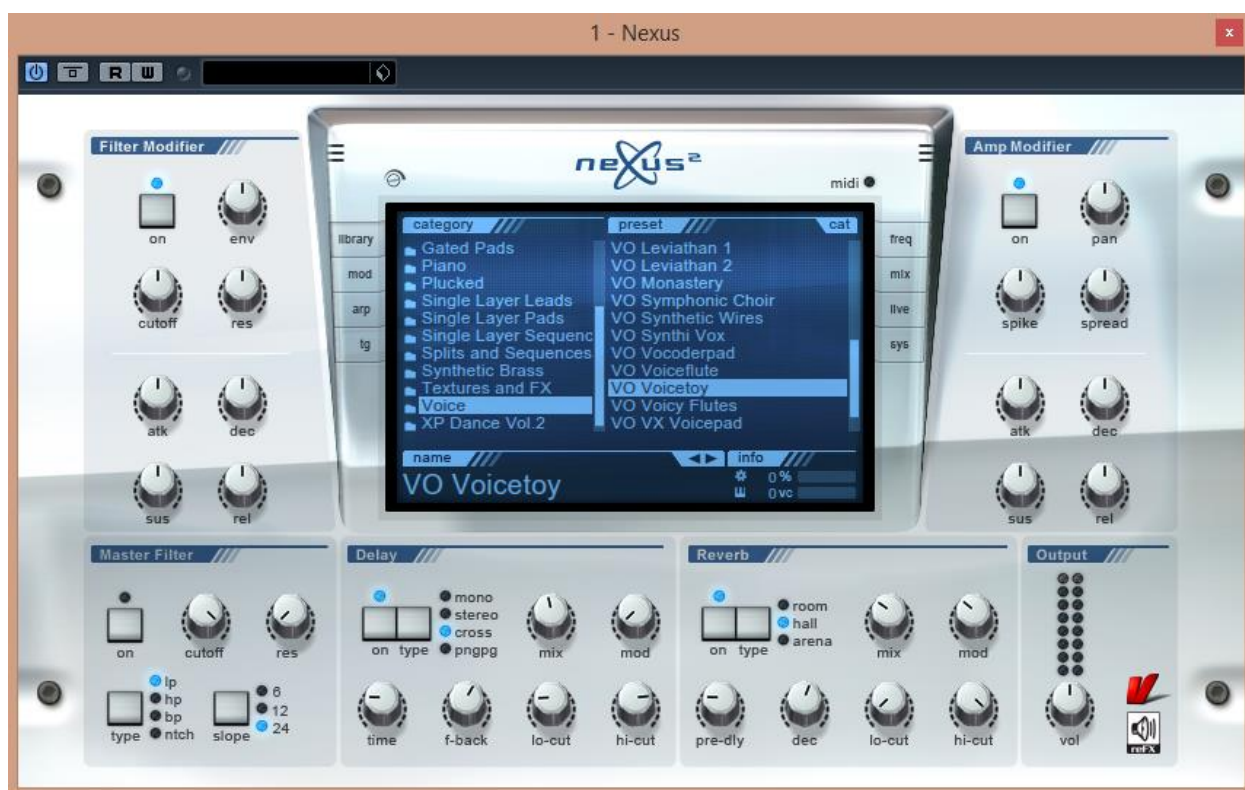 1 - Nexus
x
R W
Filter Modifier
on env
cutoff res
atk dec
sus rel
nexus²
midi
library
mod
arp
tg
category
Gated Pads
Piano
Plucked
Single Layer Leads
Single Layer Pads
Single Layer Sequenc
Splits and Sequences
Synthetic Brass
Textures and FX
Voice
XP Dance Vol.2
preset cat
VO Leviathan 1
VO Leviathan 2
VO Monastery
VO Symphonic Choir
VO Synthetic Wires
VO Synthi Vox
VO Vocoderpad
VO Voiceflute
VO Voicetoy
VO Voicy Flutes
VO VX Voicepad
name
VO Voicetoy
info
0 %
0 vc
freq
mix
live
sys
Amp Modifier
on pan
spike spread
atk dec
sus rel
Master Filter
on cutoff res
type
lp
hp
bp
ntch
slope
6
12
24
Delay
on type
mono
stereo
cross
pngpg
mix mod
time f-back lo-cut hi-cut
Reverb
on type
room
hall
arena
mix mod
pre-dly dec lo-cut hi-cut
Output
vol
reFX